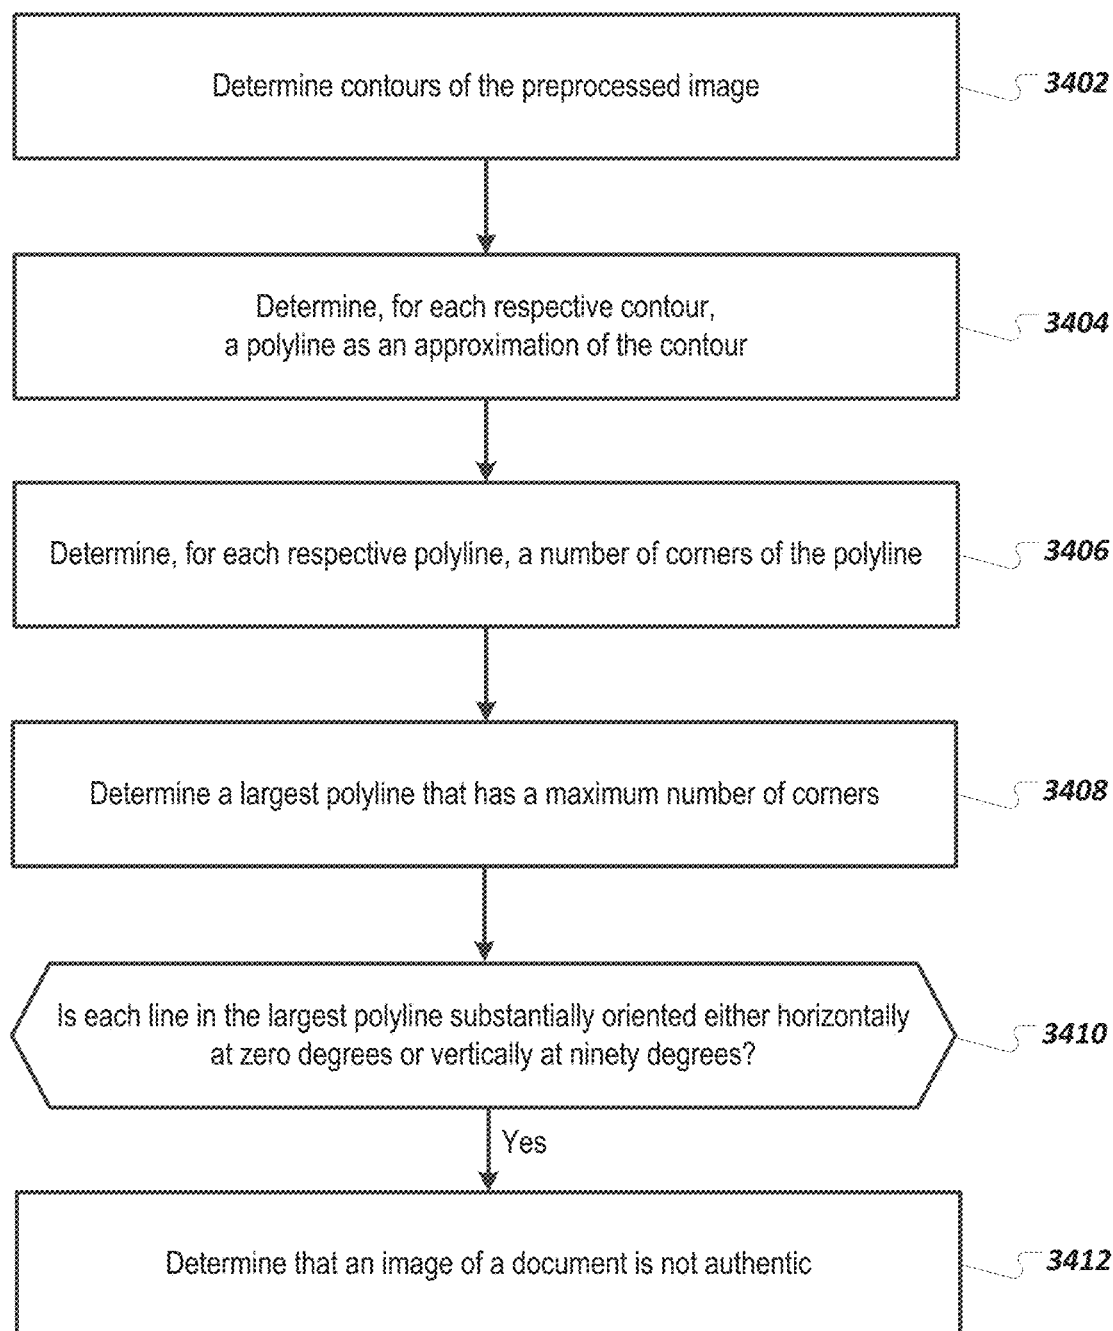 Determine contours of the preprocessed image
3402
Determine, for each respective contour,
a polyline as an approximation of the contour
3404
Determine, for each respective polyline, a number of corners of the polyline
3406
Determine a largest polyline that has a maximum number of corners
3408
Is each line in the largest polyline substantially oriented either horizontally
at zero degrees or vertically at ninety degrees?
3410
Yes
Determine that an image of a document is not authentic
3412